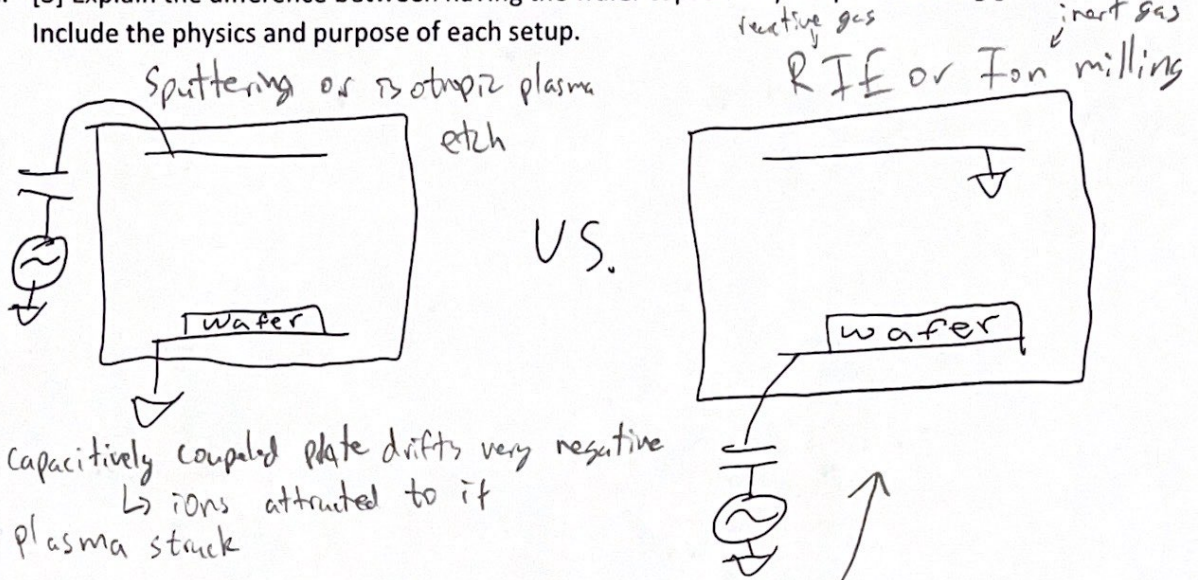 Include the physics and purpose of each setup.
reactive gas
inert gas
Sputtering or isotropic plasma
etch
RIE or Ion milling
VS.
wafer
wafer
Capacitively coupaled plate drifts very negative
↳ ions attracted to it
Plasma struck